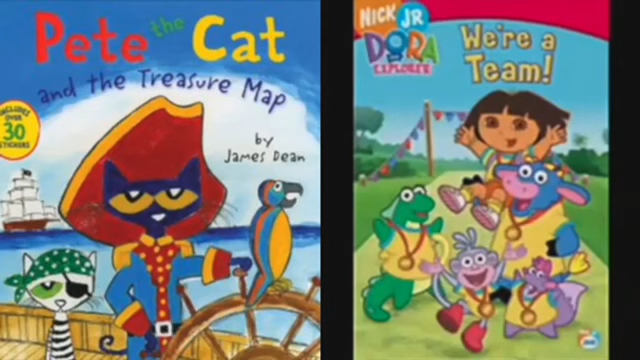 Pete the Cat
and the Treasure Map
INCLUDES
OVER
30
STICKERS
by
James Dean
NICK JR
DORA
the
EXPLORER
We're a
Team!